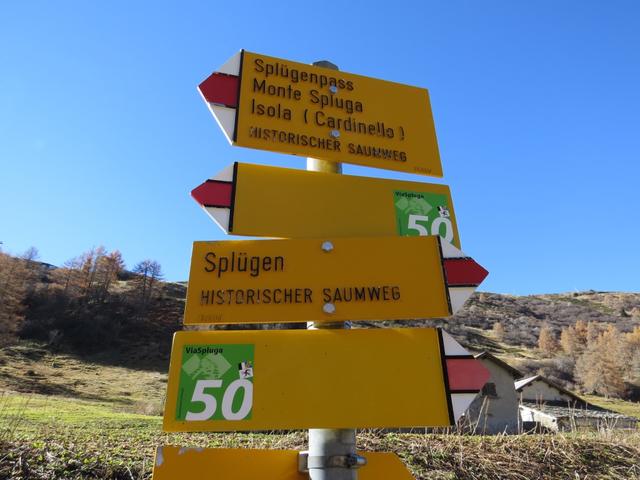 Splügenpass
Monte Spluga
Isola (Cardinello)
HISTORISCHER SAUMWEG
ViaSpluga
50
Splügen
HISTORISCHER SAUMWEG
ViaSpluga
50